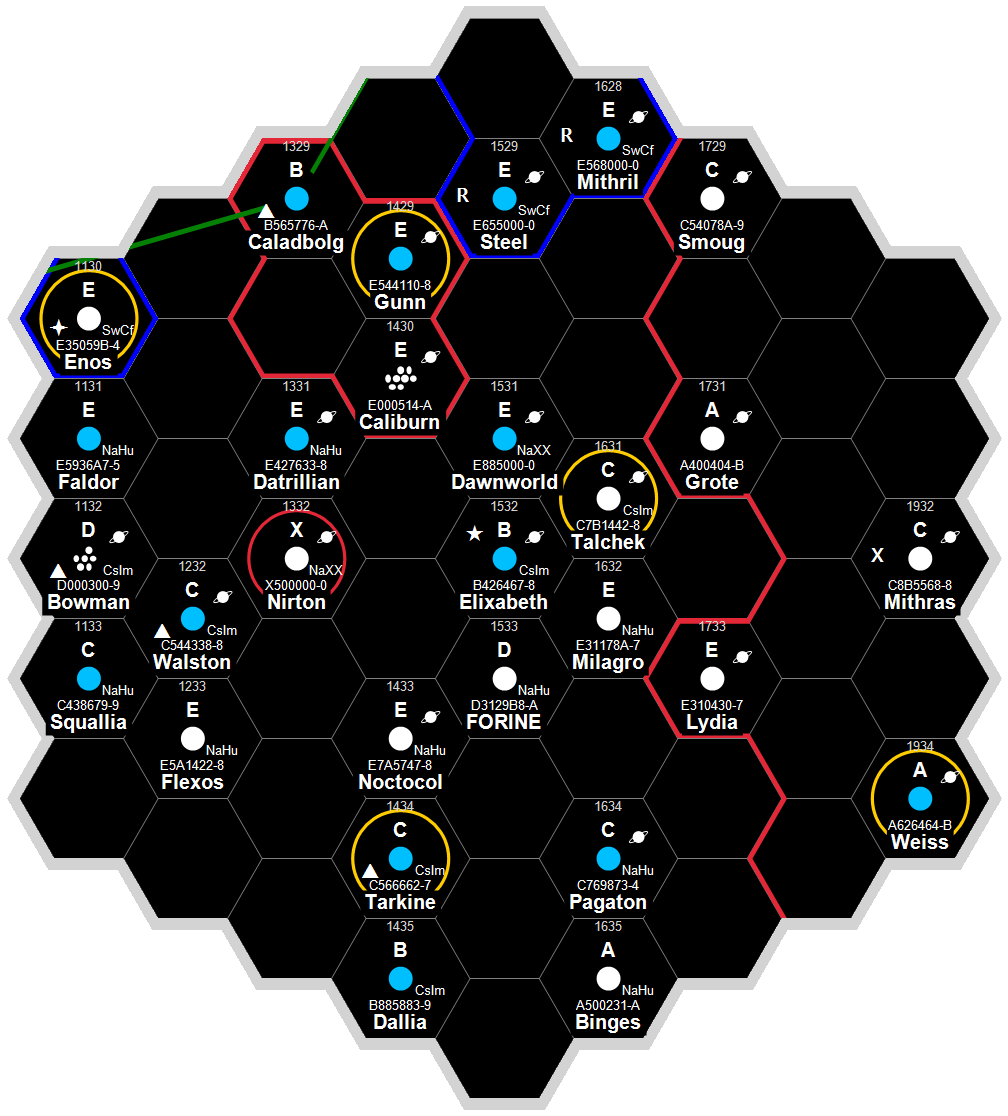 1628
E
R
SwCf
E568000-0
Mithril
1329
B
B565776-A
Caladbolg
1529
E
R
SwCf
E655000-0
Steel
1729
C
C54078A-9
Smoug
1429
E
E544110-8
Gunn
1130
E
SwCf
E35059B-4
Enos
1430
E
E000514-A
Caliburn
1131
E
NaHu
E5936A7-5
Faldor
1331
E
NaHu
E427633-8
Datrillian
1531
E
NaXX
E885000-0
Dawnworld
1731
A
A400404-B
Grote
1631
C
CsIm
C7B1442-8
Talchek
1132
D
CsIm
D000300-9
Bowman
1332
X
NaXX
X500000-0
Nirton
1532
B
CsIm
B426467-8
Elixabeth
1932
C
X
C8B5568-8
Mithras
1232
C
CsIm
C544338-8
Walston
1632
E
NaHu
E31178A-7
Milagro
1133
C
NaHu
C438679-9
Squallia
1533
D
NaHu
D3129B8-A
FORINE
1733
E
E310430-7
Lydia
1233
E
NaHu
E5A1422-8
Flexos
1433
E
NaHu
E7A5747-8
Noctocol
1934
A
A626464-B
Weiss
1434
C
CsIm
C566662-7
Tarkine
1634
C
NaHu
C769873-4
Pagaton
1435
B
CsIm
B885883-9
Dallia
1635
A
NaHu
A500231-A
Binges